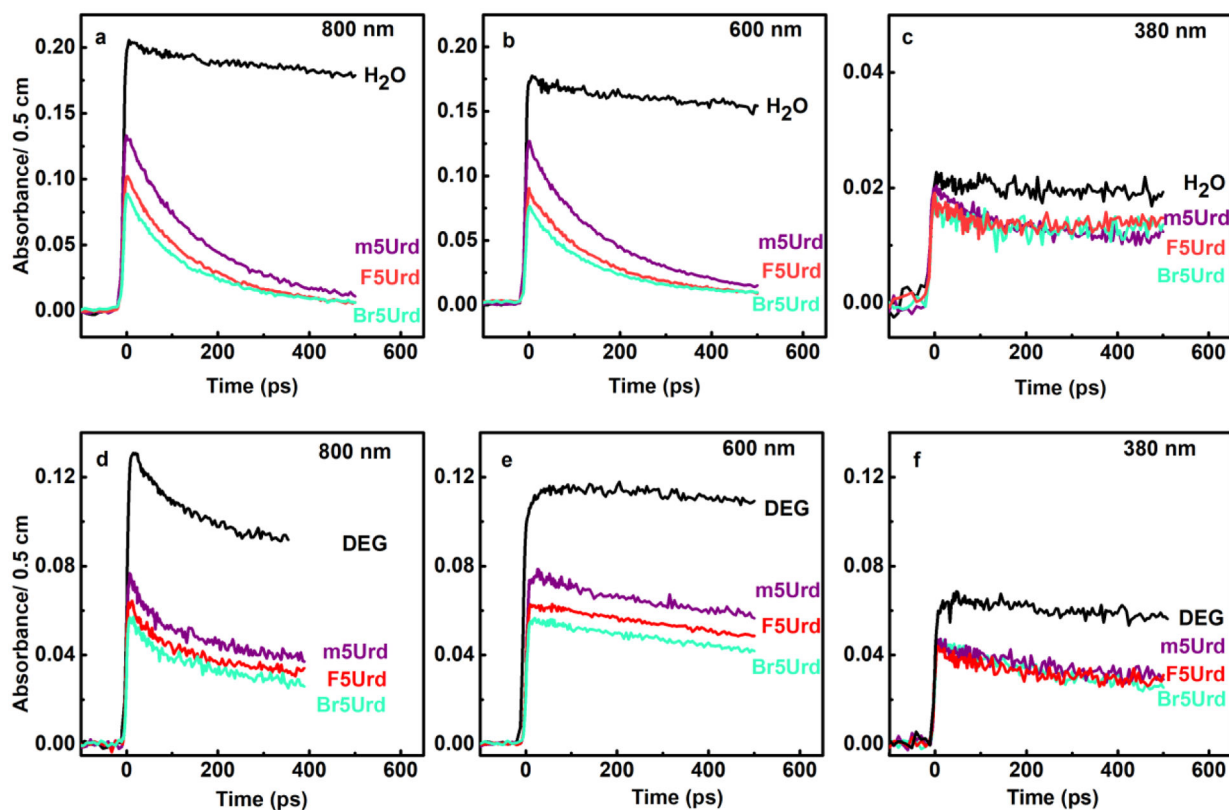 a
800 nm
H₂O
m5Urd
F5Urd
Br5Urd
0.20
0.15
0.10
0.05
0.00
Absorbance/ 0.5 cm
0 200 400 600
Time (ps)
b
600 nm
H₂O
m5Urd
F5Urd
Br5Urd
0.20
0.15
0.10
0.05
0.00
0 200 400 600
Time (ps)
c
380 nm
H₂O
m5Urd
F5Urd
Br5Urd
0.04
0.02
0.00
0 200 400 600
Time (ps)
d
800 nm
DEG
m5Urd
F5Urd
Br5Urd
0.12
0.08
0.04
0.00
Absorbance/ 0.5 cm
0 200 400 600
Time (ps)
e
600 nm
DEG
m5Urd
F5Urd
Br5Urd
0.12
0.08
0.04
0.00
0 200 400 600
Time (ps)
f
380 nm
DEG
m5Urd
F5Urd
Br5Urd
0.12
0.08
0.04
0.00
0 200 400 600
Time (ps)